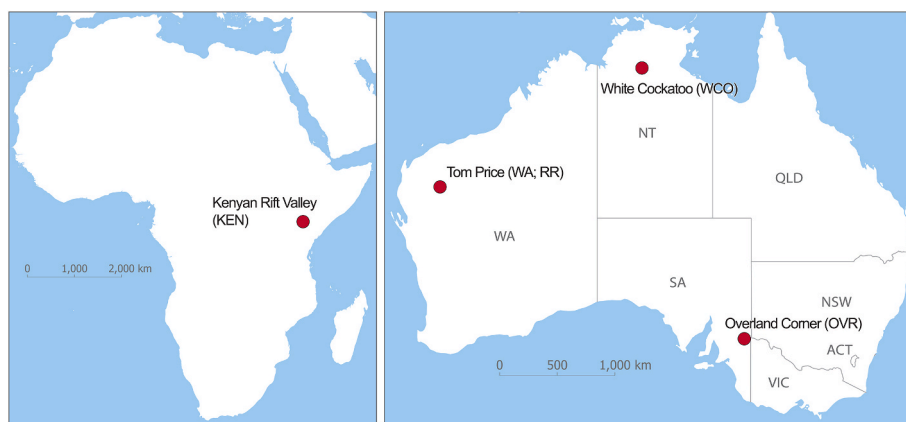 Kenyan Rift Valley
(KEN)
0 1,000 2,000 km
White Cockatoo (WCO)
NT
Tom Price (WA; RR)
QLD
WA
SA
NSW
Overland Corner (OVR)
ACT
0 500 1,000 km
VIC